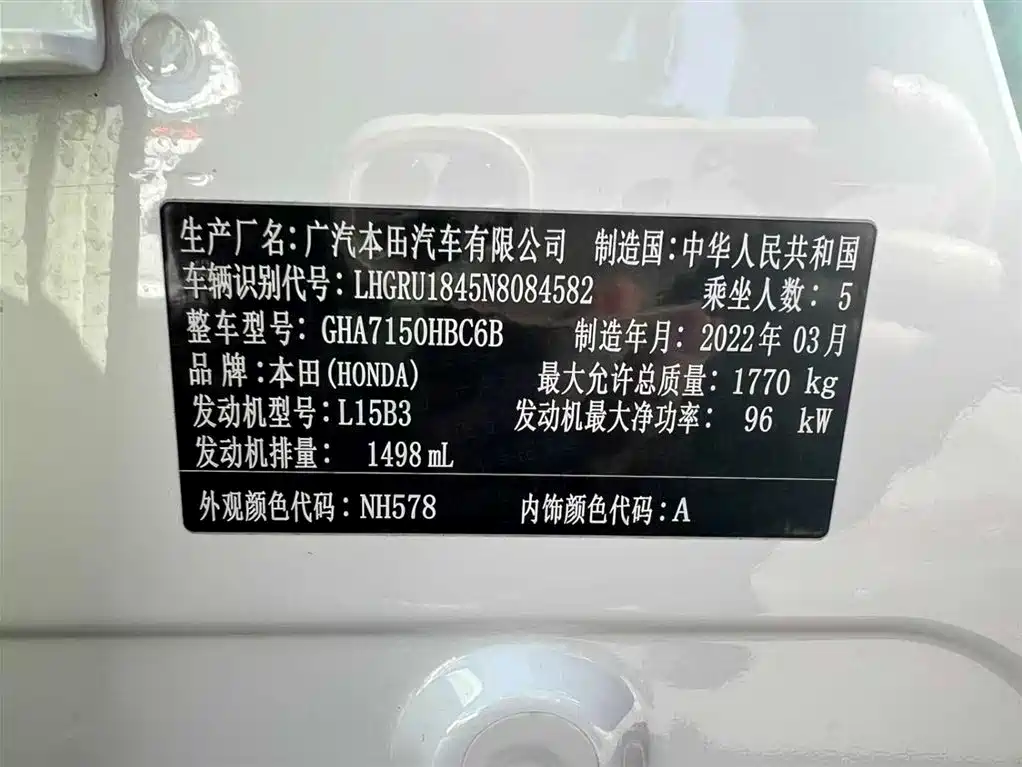 生产厂名：广汽本田汽车有限公司 制造国：中华人民共和国
车辆识别代号：LHGRU1845N8084582 乘坐人数：5
整车型号：GHA7150HBC6B 制造年月：2022年 03月
品牌：本田(HONDA) 最大允许总质量：1770 kg
发动机型号：L15B3 发动机最大净功率：96 kW
发动机排量：1498mL
外观颜色代码：NH578 内饰颜色代码：A